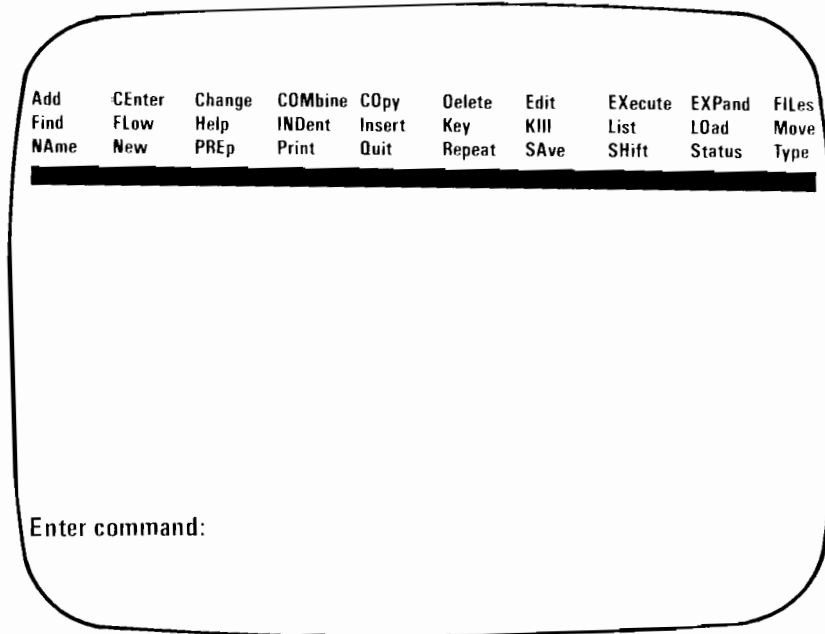 Add CEnter Change COMbine COpy Delete Edit EXecute EXPand FILes
Find FLow Help INDent Insert Key KIll List LOad Move
NAme New PREp Print Quit Repeat SAve SHift Status Type
Enter command: